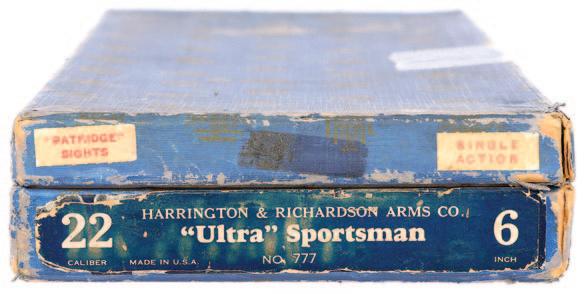 "PATRIDGE"
SIGHTS
SINGLE
ACTION
HARRINGTON & RICHARDSON ARMS CO.
22 "Ultra" Sportsman 6
CALIBER MADE IN U.S.A. NO. 777 INCH